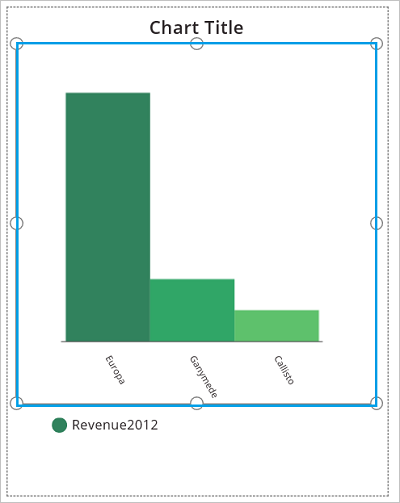 Chart Title
Europa
Ganymede
Callisto
Revenue2012